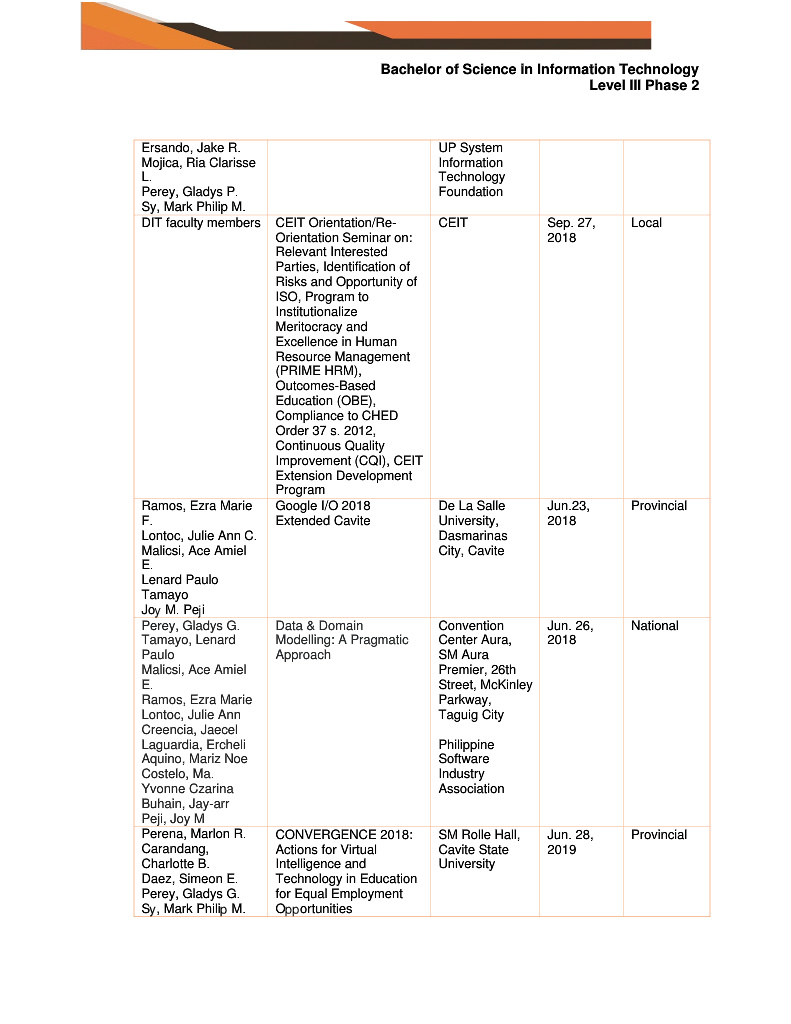 Bachelor of Science in Information Technology
Level III Phase 2
Ersando, Jake R.
Mojica, Ria Clarisse
L.
Perey, Gladys P.
Sy, Mark Philip M.
UP System
Information
Technology
Foundation
DIT faculty members
CEIT Orientation/Re-
Orientation Seminar on:
Relevant Interested
Parties, Identification of
Risks and Opportunity of
ISO, Program to
Institutionalize
Meritocracy and
Excellence in Human
Resource Management
(PRIME HRM),
Outcomes-Based
Education (OBE),
Compliance to CHED
Order 37 s. 2012,
Continuous Quality
Improvement (CQI), CEIT
Extension Development
Program
CEIT
Sep. 27,
2018
Local
Ramos, Ezra Marie
F.
Lontoc, Julie Ann C.
Malicsi, Ace Amiel
E.
Lenard Paulo
Tamayo
Joy M. Peji
Google I/O 2018
Extended Cavite
De La Salle
University,
Dasmarinas
City, Cavite
Jun.23,
2018
Provincial
Perey, Gladys G.
Tamayo, Lenard
Paulo
Malicsi, Ace Amiel
E.
Ramos, Ezra Marie
Lontoc, Julie Ann
Creencia, Jaecel
Laguardia, Ercheli
Aquino, Mariz Noe
Costelo, Ma.
Yvonne Czarina
Buhain, Jay-arr
Peji, Joy M
Data & Domain
Modelling: A Pragmatic
Approach
Convention
Center Aura,
SM Aura
Premier, 26th
Street, McKinley
Parkway,
Taguig City
Philippine
Software
Industry
Association
Jun. 26,
2018
National
Perena, Marlon R.
Carandang,
Charlotte B.
Daez, Simeon E.
Perey, Gladys G.
Sy, Mark Philip M.
CONVERGENCE 2018:
Actions for Virtual
Intelligence and
Technology in Education
for Equal Employment
Opportunities
SM Rolle Hall,
Cavite State
University
Jun. 28,
2019
Provincial